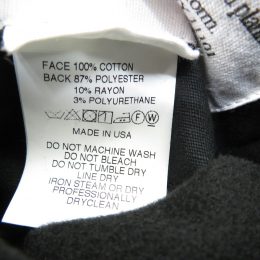 FACE 100% COTTON
BACK 87% POLYESTER
10% RAYON
3% POLYURETHANE
F W
MADE IN USA
DO NOT MACHINE WASH
DO NOT BLEACH
DO NOT TUMBLE DRY
LINE DRY
IRON STEAM OR DRY
PROFESSIONALLY
DRYCLEAN